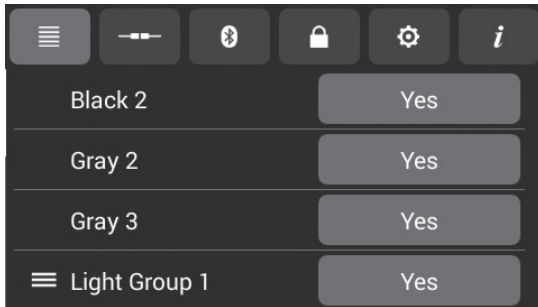 Black 2 Yes
Gray 2 Yes
Gray 3 Yes
Light Group 1 Yes